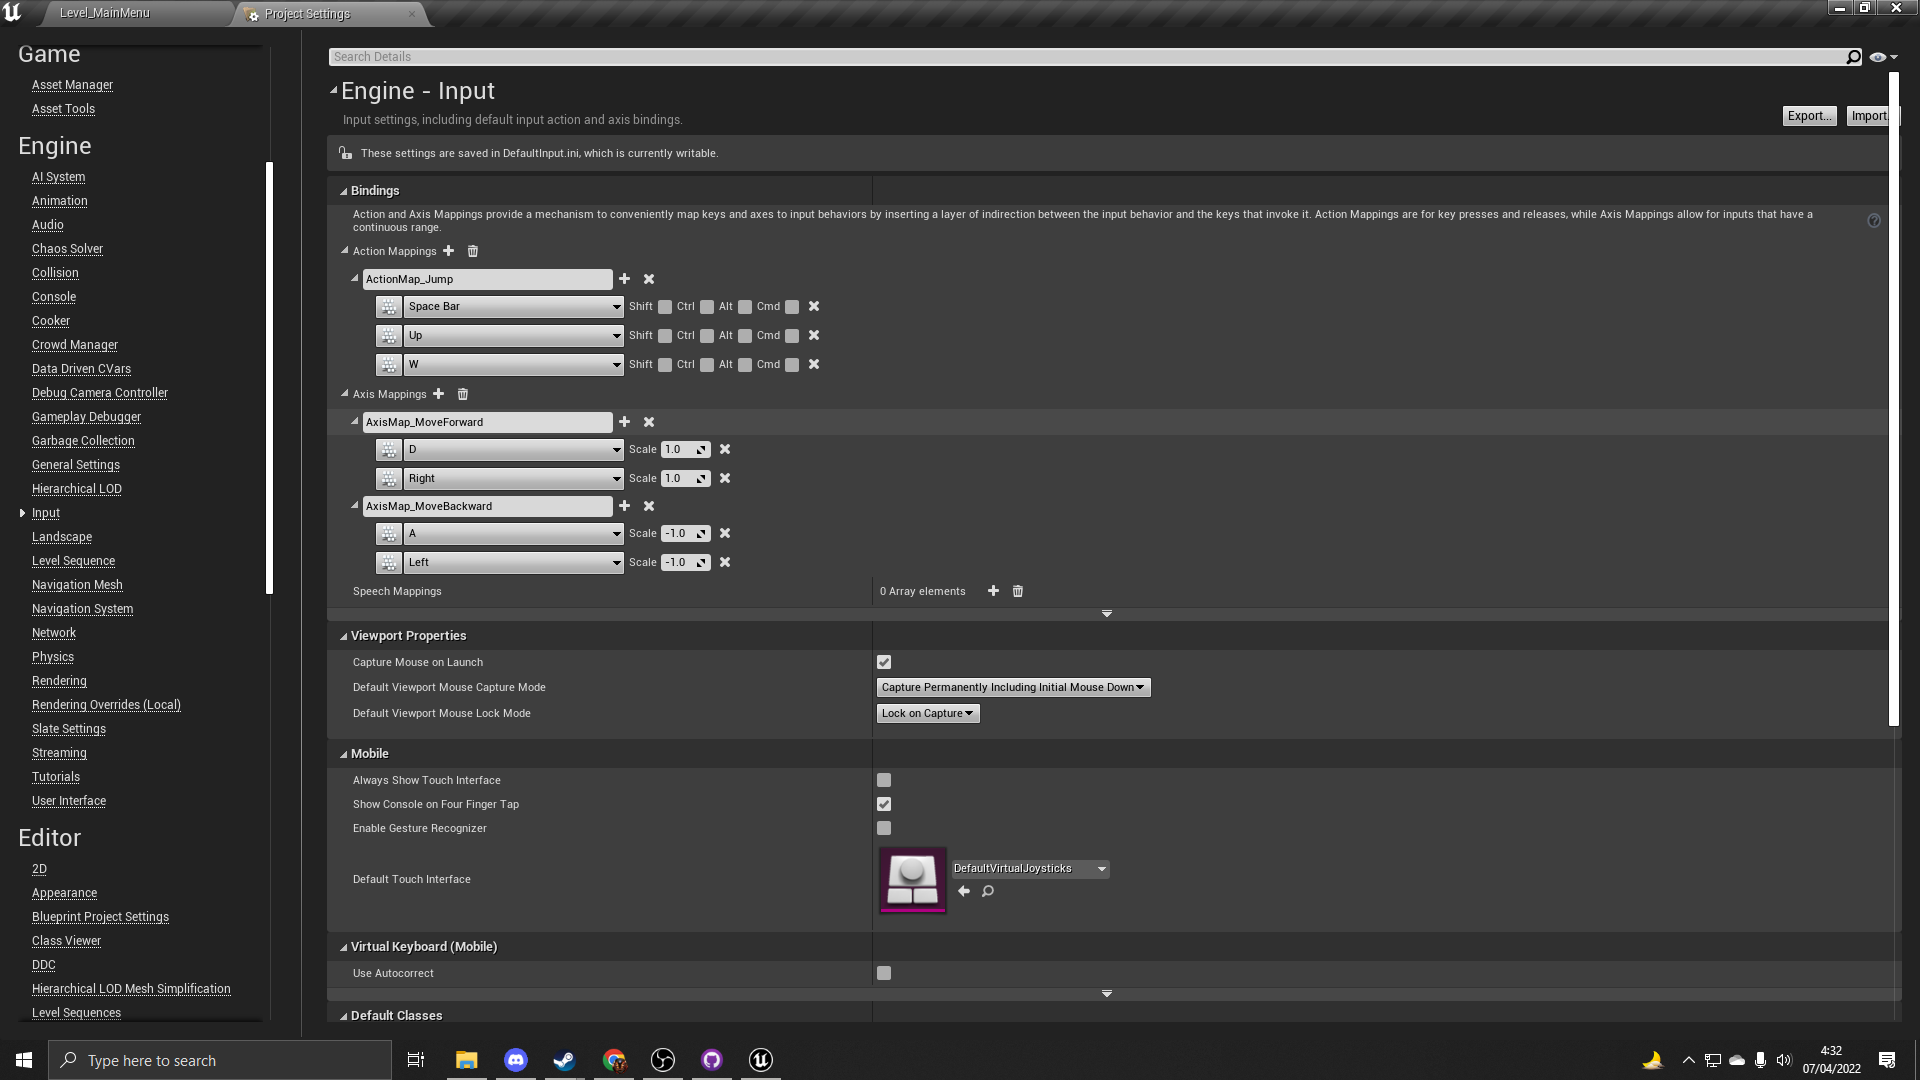 Level_MainMenu
Project Settings
Game
Asset Manager
Asset Tools
Engine
AI System
Animation
Audio
Chaos Solver
Collision
Console
Cooker
Crowd Manager
Data Driven CVars
Debug Camera Controller
Gameplay Debugger
Garbage Collection
General Settings
Hierarchical LOD
Input
Landscape
Level Sequence
Navigation Mesh
Navigation System
Network
Physics
Rendering
Rendering Overrides (Local)
Slate Settings
Streaming
Tutorials
User Interface
Editor
2D
Appearance
Blueprint Project Settings
Class Viewer
DDC
Hierarchical LOD Mesh Simplification
Level Sequences
Search Details
Engine - Input
Input settings, including default input action and axis bindings.
Export...
Import
These settings are saved in DefaultInput.ini, which is currently writable.
Bindings
Action and Axis Mappings provide a mechanism to conveniently map keys and axes to input behaviors by inserting a layer of indirection between the input behavior and the keys that invoke it. Action Mappings are for key presses and releases, while Axis Mappings allow for inputs that have a
continuous range.
Action Mappings
ActionMap_Jump
Space Bar Shift Ctrl Alt Cmd
Up Shift Ctrl Alt Cmd
W Shift Ctrl Alt Cmd
Axis Mappings
AxisMap_MoveForward
D Scale 1.0
Right Scale 1.0
AxisMap_MoveBackward
A Scale -1.0
Left Scale -1.0
Speech Mappings 0 Array elements
Viewport Properties
Capture Mouse on Launch
Default Viewport Mouse Capture Mode Capture Permanently Including Initial Mouse Down
Default Viewport Mouse Lock Mode Lock on Capture
Mobile
Always Show Touch Interface
Show Console on Four Finger Tap
Enable Gesture Recognizer
Default Touch Interface DefaultVirtualJoysticks
Virtual Keyboard (Mobile)
Use Autocorrect
Default Classes
Type here to search
4:32
07/04/2022